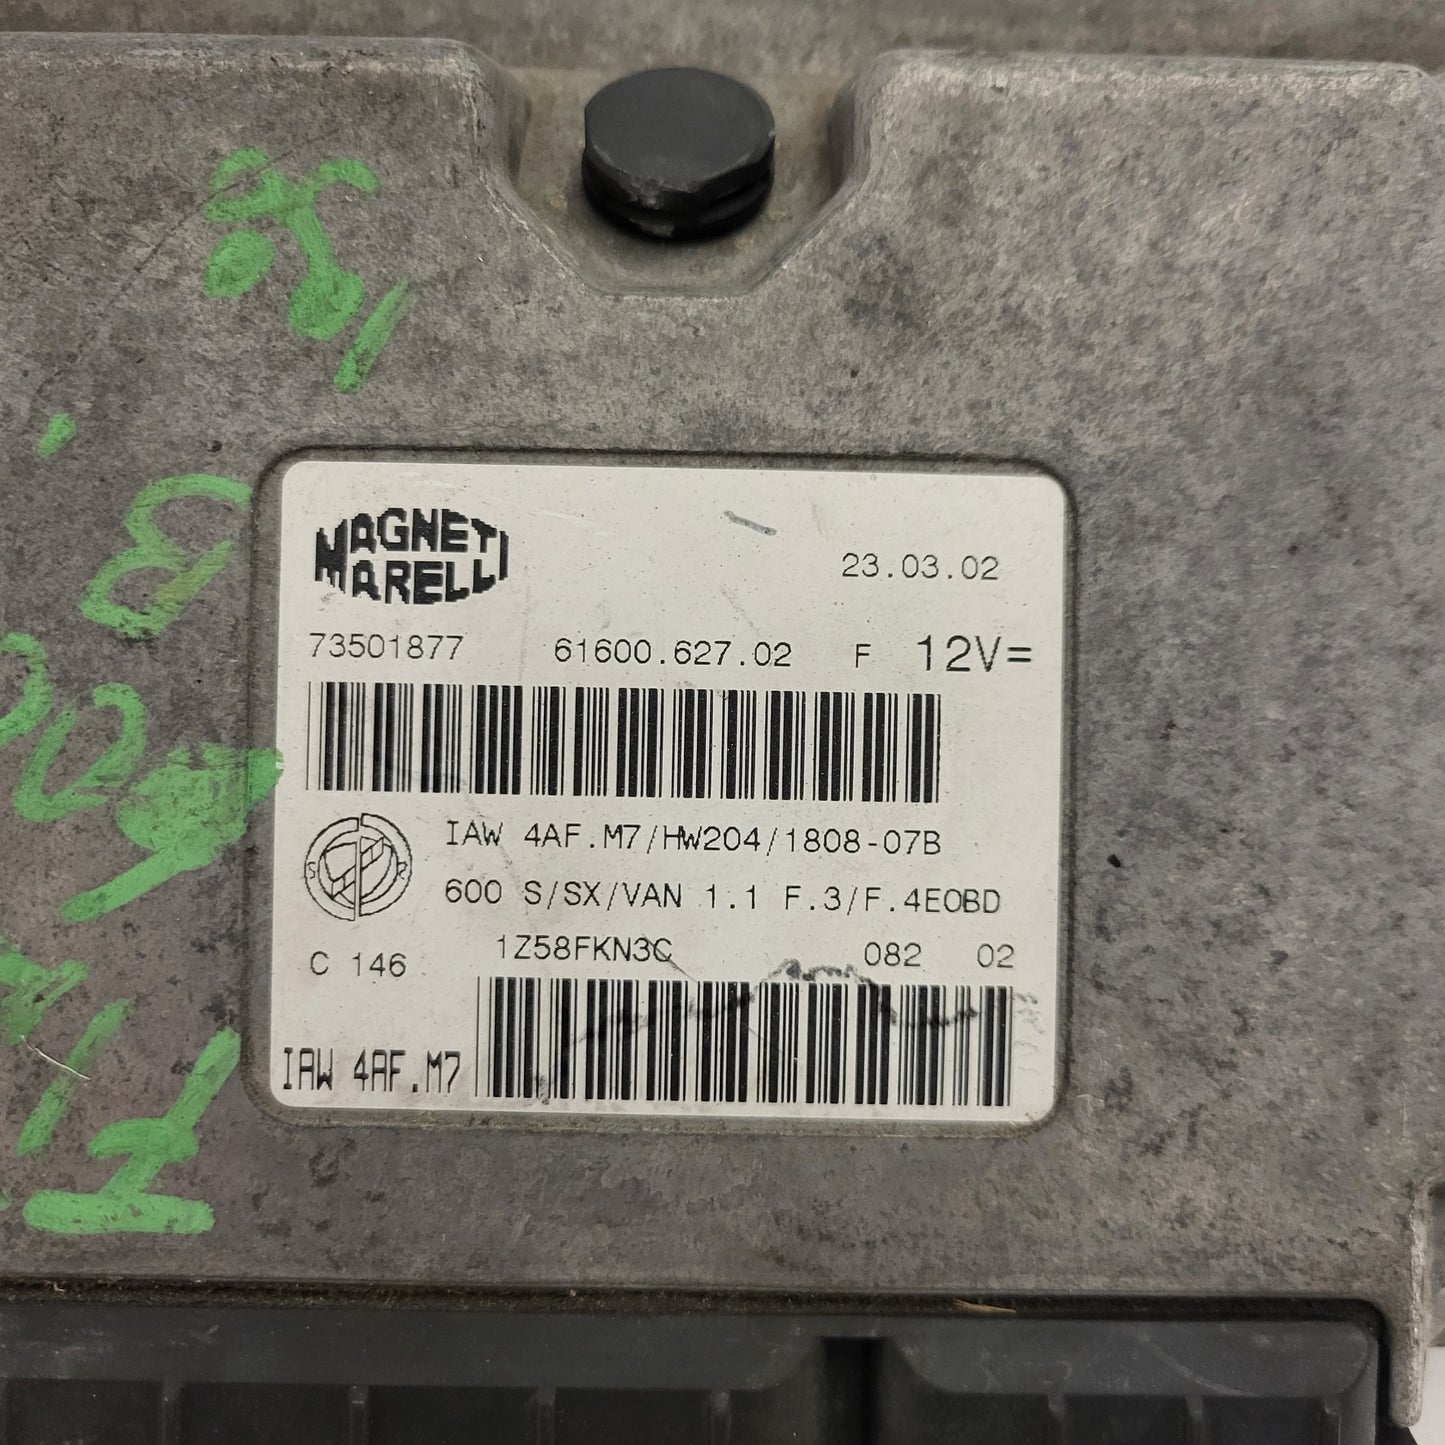 MAGNETI
MARELLI
23.03.02
73501877 61600.627.02 F 12V=
IAW 4AF.M7/HW204/1808-07B
S R
600 S/SX/VAN 1.1 F.3/F.4EOBD
C 146 1Z58FKN3C 082 02
IAW 4AF.M7